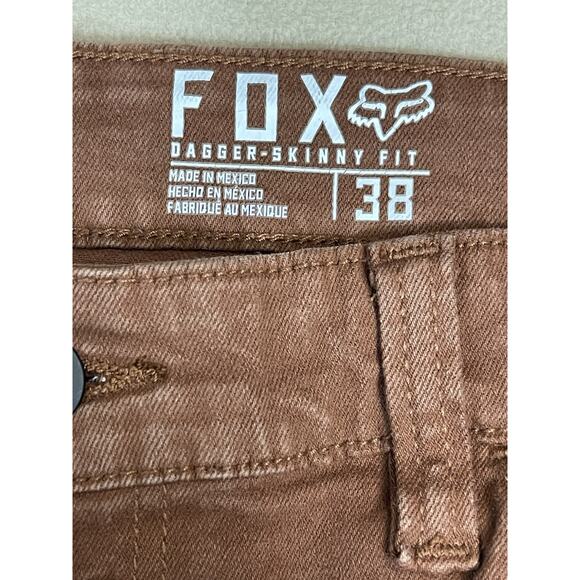 FOX
DAGGER-SKINNY FIT
MADE IN MEXICO
HECHO EN MÉXICO
FABRIQUÉ AU MEXIQUE
38